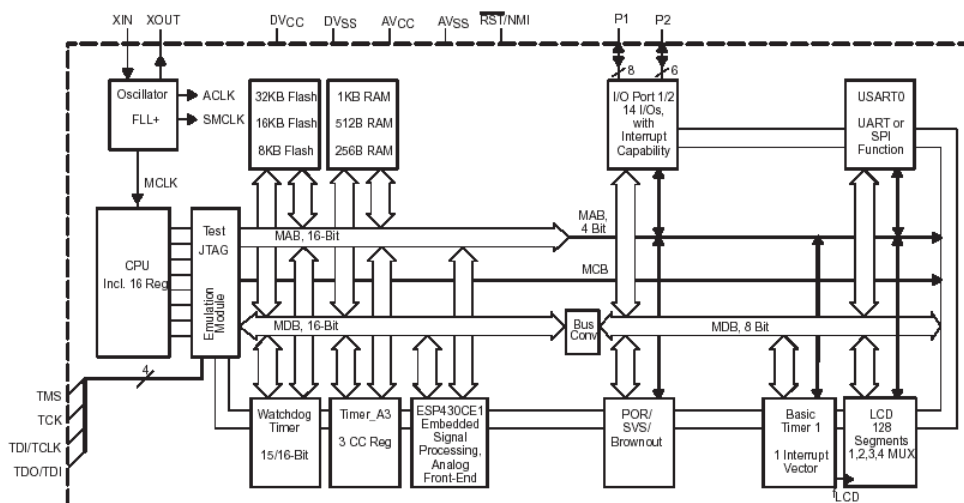 XIN XOUT DVCC DVSS AVCC AVSS RST/NMI P1 P2
8 6
Oscillator
FLL+
ACLK
SMCLK
32KB Flash
16KB Flash
8KB Flash
1KB RAM
512B RAM
256B RAM
I/O Port 1/2
14 I/Os,
with
Interrupt
Capability
USART0
UART or
SPI
Function
MCLK
CPU
Incl. 16 Reg
Test
JTAG
Emulation
Module
MAB, 16-Bit
MAB,
4 Bit
MCB
MDB, 16-Bit
Bus
Conv
MDB, 8 Bit
4
TMS
TCK
TDI/TCLK
TDO/TDI
Watchdog
Timer
15/16-Bit
Timer_A3
3 CC Reg
ESP430CE1
Embedded
Signal
Processing,
Analog
Front-End
POR/
SVS/
Brownout
Basic
Timer 1
1 Interrupt
Vector
LCD
128
Segments
1,2,3,4 MUX
fLCD